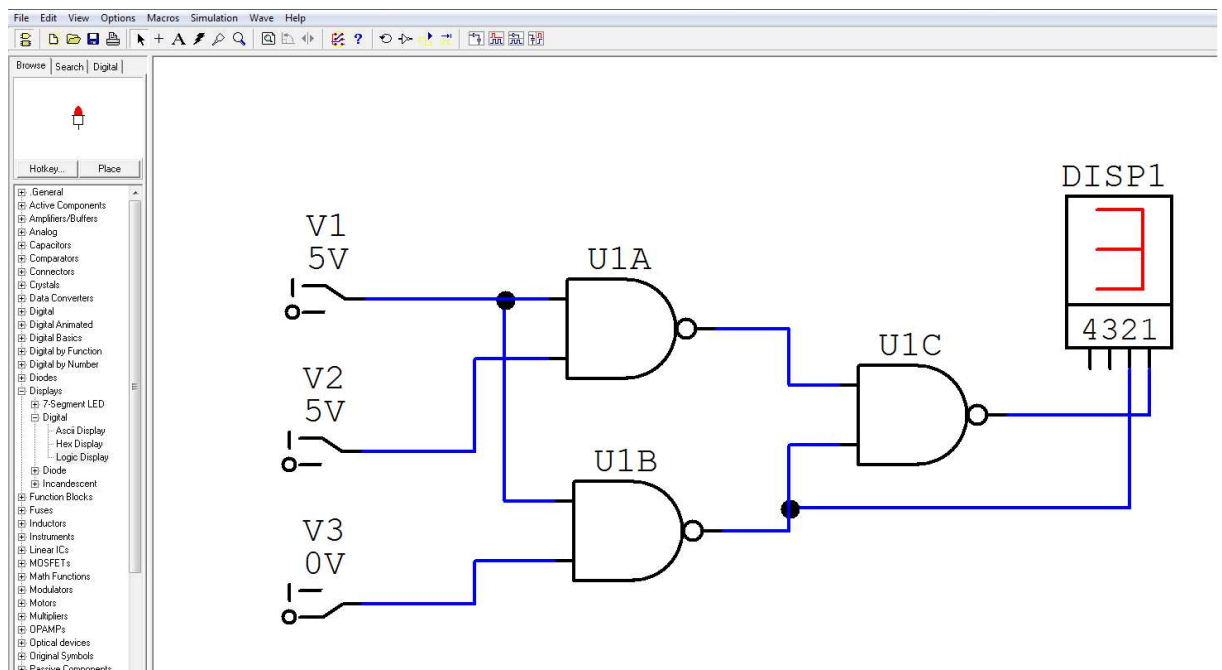 File Edit View Options Macros Simulation Wave Help
A ?
Browse Search Digital
Hotkey... Place
.General
Active Components
Amplifiers/Buffers
Analog
Capacitors
Comparators
Connectors
Crystals
Data Converters
Digital
Digital Animated
Digital Basics
Digital by Function
Digital by Number
Diodes
Displays
7-Segment LED
Digital
Ascii Display
Hex Display
Logic Display
Diode
Incandescent
Function Blocks
Fuses
Inductors
Instruments
Linear ICs
MOSFETs
Math Functions
Modulators
Motors
Multipliers
OPAMPs
Optical devices
Original Symbols
Passive Components
V1
5V
V2
5V
V3
0V
U1A
U1B
U1C
DISP1
3
4321